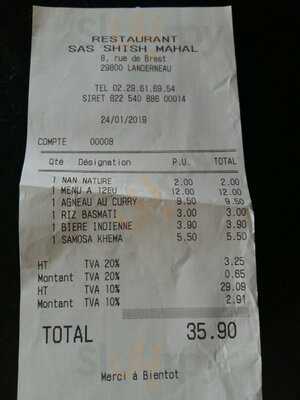 RESTAURANT
SAS SHISH MAHAL
8, rue de Brest
29800 LANDERNEAU
TEL 02.29.61.69.54
SIRET 822 540 886 00014
24/01/2019
COMPTE 00008
Qté Désignation P.U. TOTAL
1 NAN NATURE 2.00 2.00
1 MENU A 12EU 12.00 12.00
1 AGNEAU AU CURRY 9.50 9.50
1 RIZ BASMATI 3.00 3.00
1 BIERE INDIENNE 3.90 3.90
1 SAMOSA KHEMA 5.50 5.50
HT TVA 20% 3.25
Montant TVA 20% 0.65
HT TVA 10% 29.09
Montant TVA 10% 2.91
TOTAL 35.90
Merci à Bientot